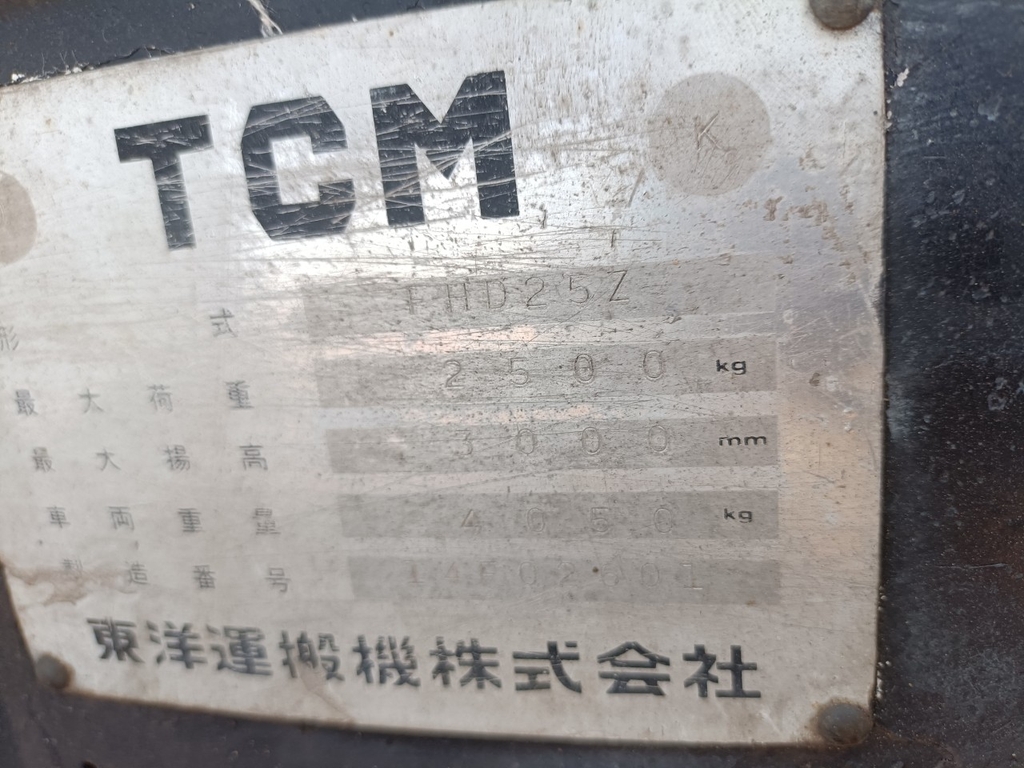 TCM
K
形 式 FHD25Z
最大荷重 2500 kg
最大揚高 3000 mm
車両重量 4050 kg
製造番号
東洋運搬機株式会社